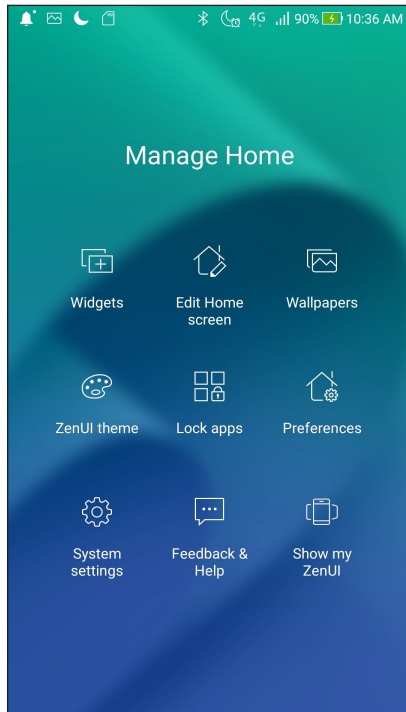 4G 90% 10:36 AM
Manage Home
Widgets Edit Home Wallpapers
screen
ZenUI theme Lock apps Preferences
System Feedback & Show my
settings Help ZenUI